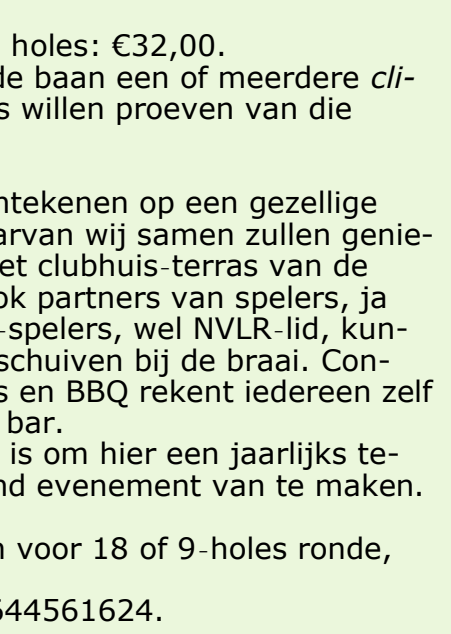 holes: €32,00.
de baan een of meerdere cli-
s willen proeven van die
ntekenen op een gezellige
arvan wij samen zullen genie-
et clubhuis-terras van de
ok partners van spelers, ja
-spelers, wel NVLR-lid, kun-
schuiven bij de braai. Con-
s en BBQ rekent iedereen zelf
bar.
is om hier een jaarlijks te-
nd evenement van te maken.
n voor 18 of 9-holes ronde,
644561624.